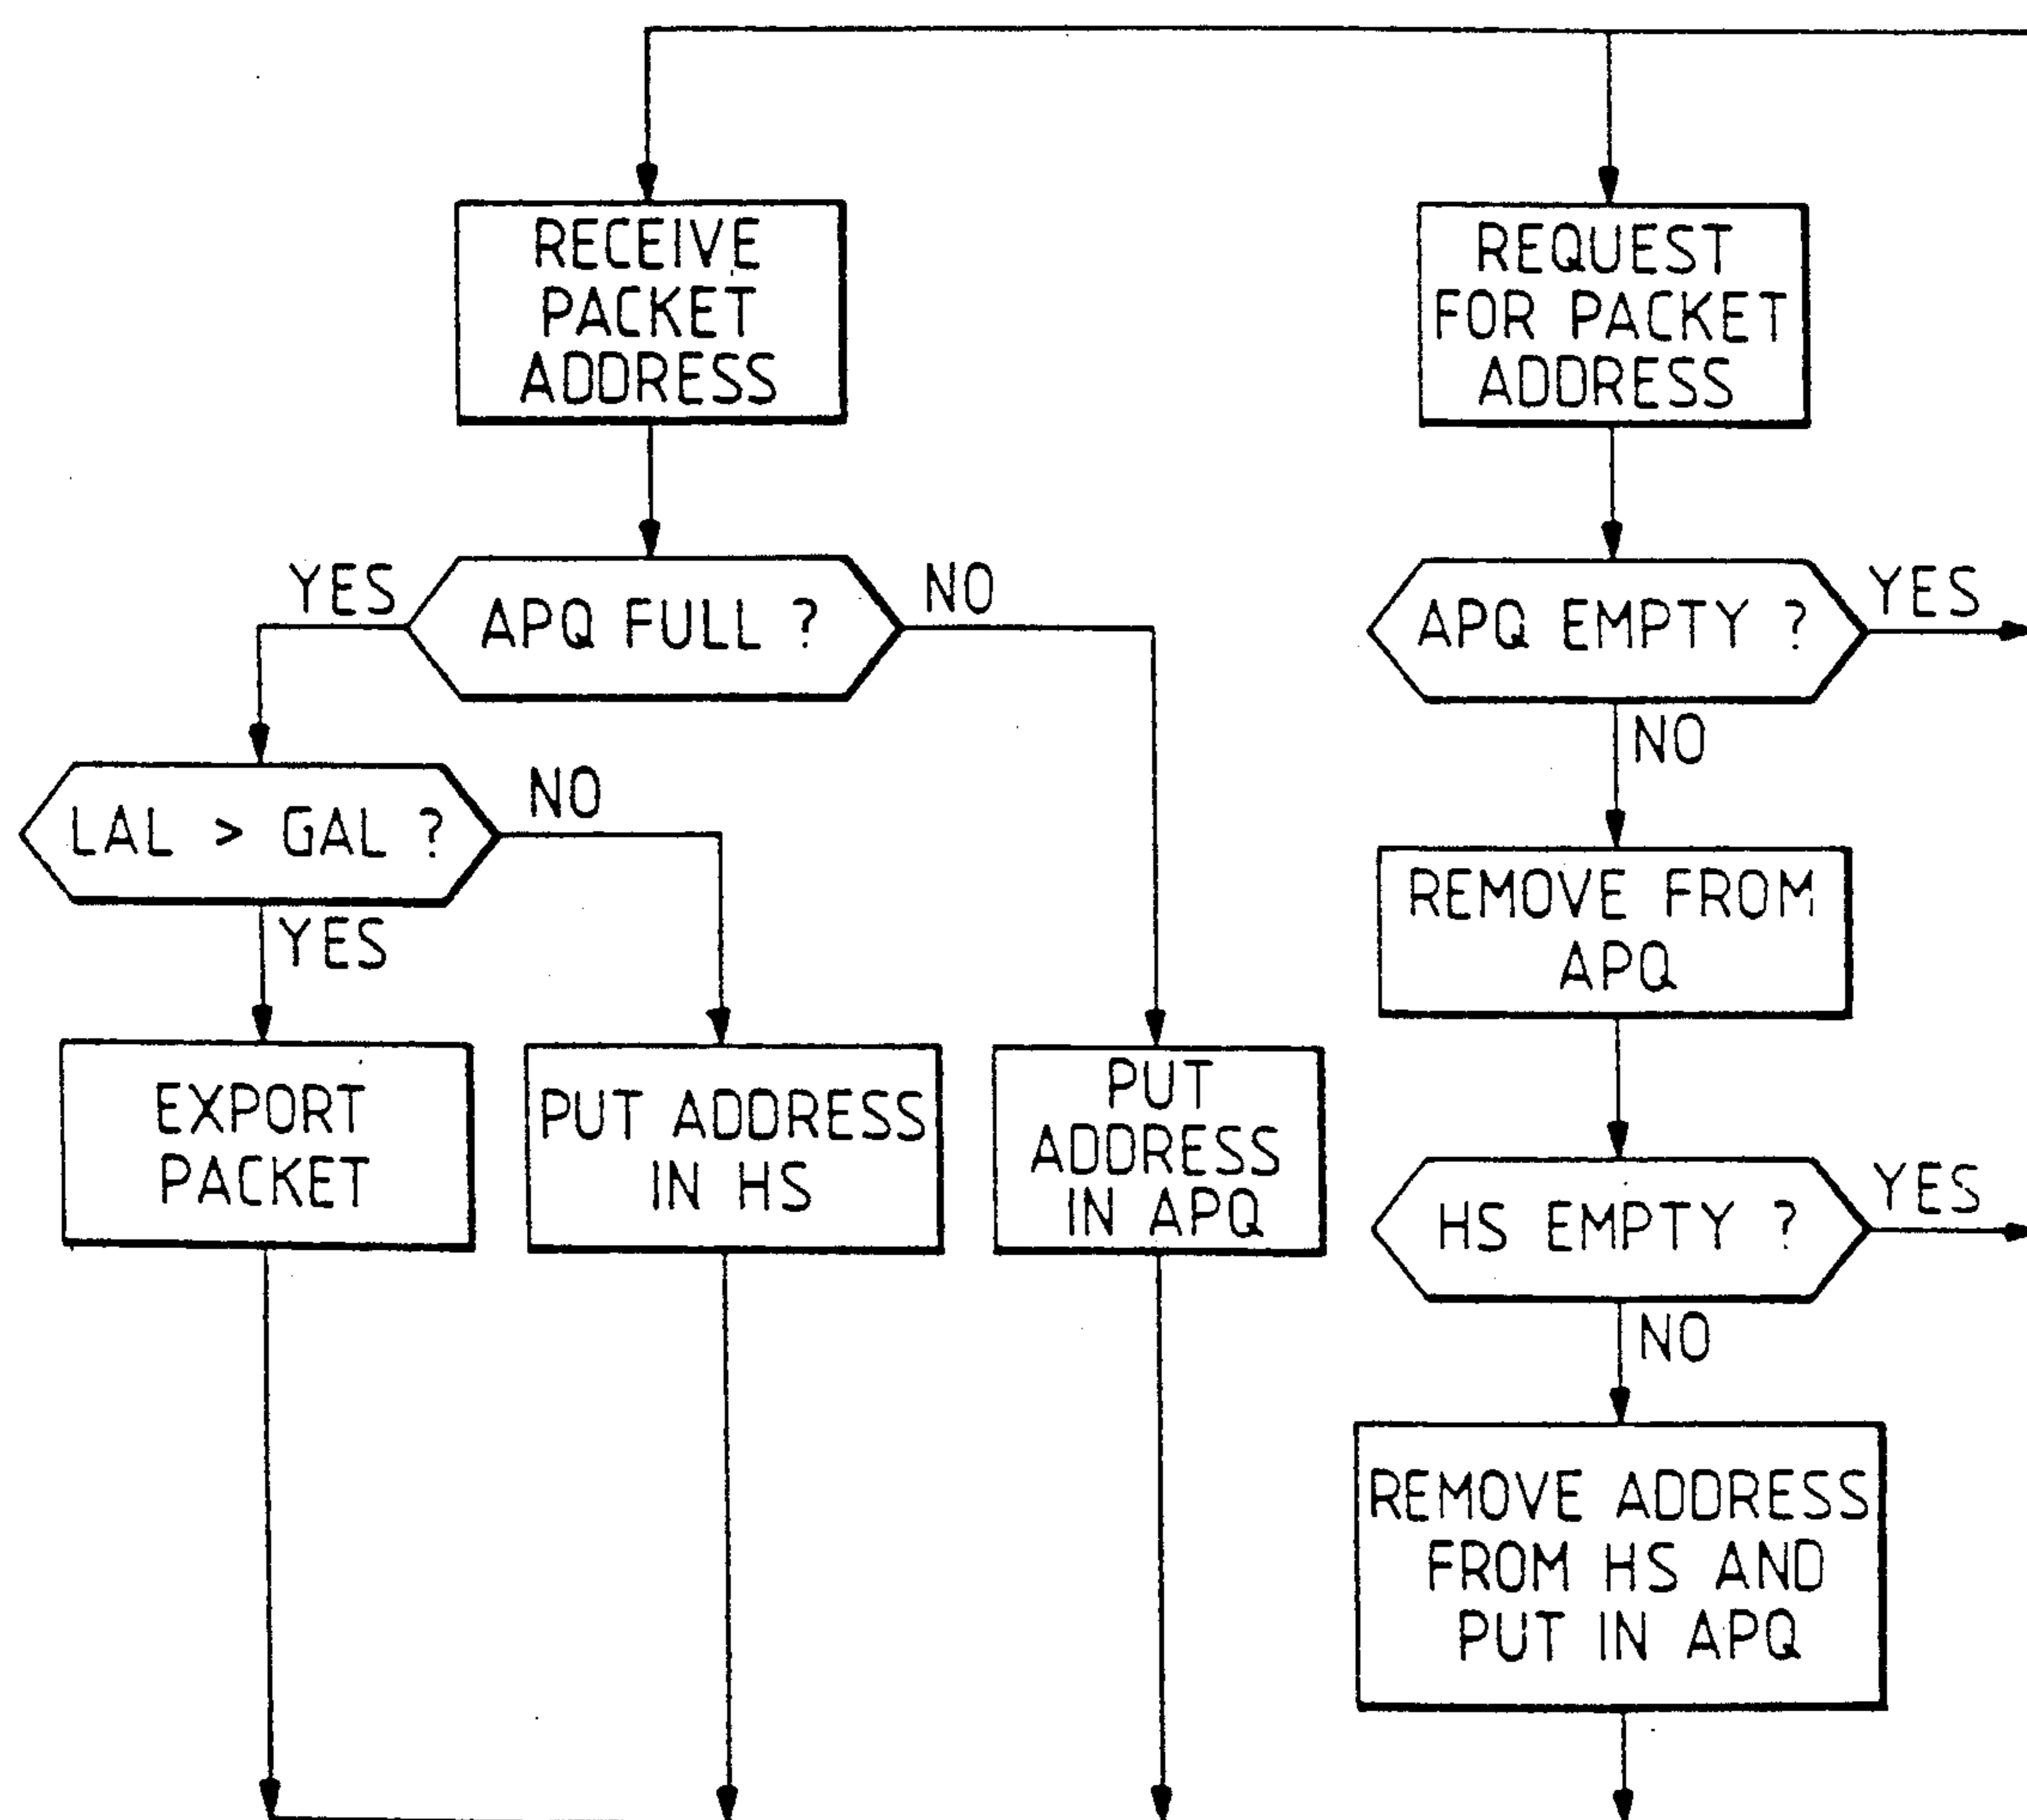 RECEIVE
PACKET
ADDRESS
APQ FULL ?
YES
NO
LAL > GAL ?
NO
YES
EXPORT
PACKET
PUT ADDRESS
IN HS
PUT
ADDRESS
IN APQ
REQUEST
FOR PACKET
ADDRESS
APQ EMPTY ?
YES
NO
REMOVE FROM
APQ
HS EMPTY ?
YES
NO
REMOVE ADDRESS
FROM HS AND
PUT IN APQ